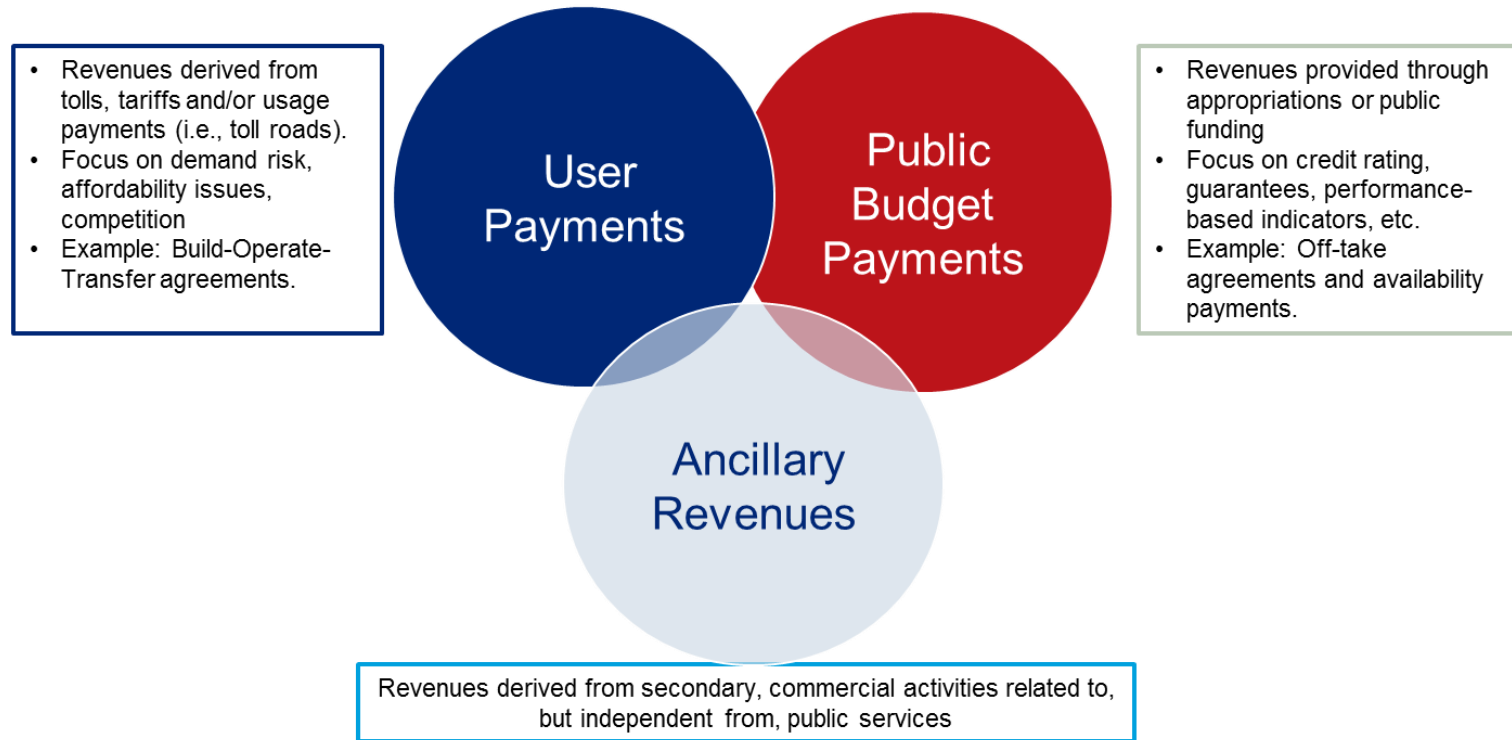 • Revenues derived from
tolls, tariffs and/or usage
payments (i.e., toll roads).
• Focus on demand risk,
affordability issues,
competition
• Example: Build-Operate-
Transfer agreements.
User
Payments
Public
Budget
Payments
• Revenues provided through
appropriations or public
funding
• Focus on credit rating,
guarantees, performance-
based indicators, etc.
• Example: Off-take
agreements and availability
payments.
Ancillary
Revenues
Revenues derived from secondary, commercial activities related to,
but independent from, public services